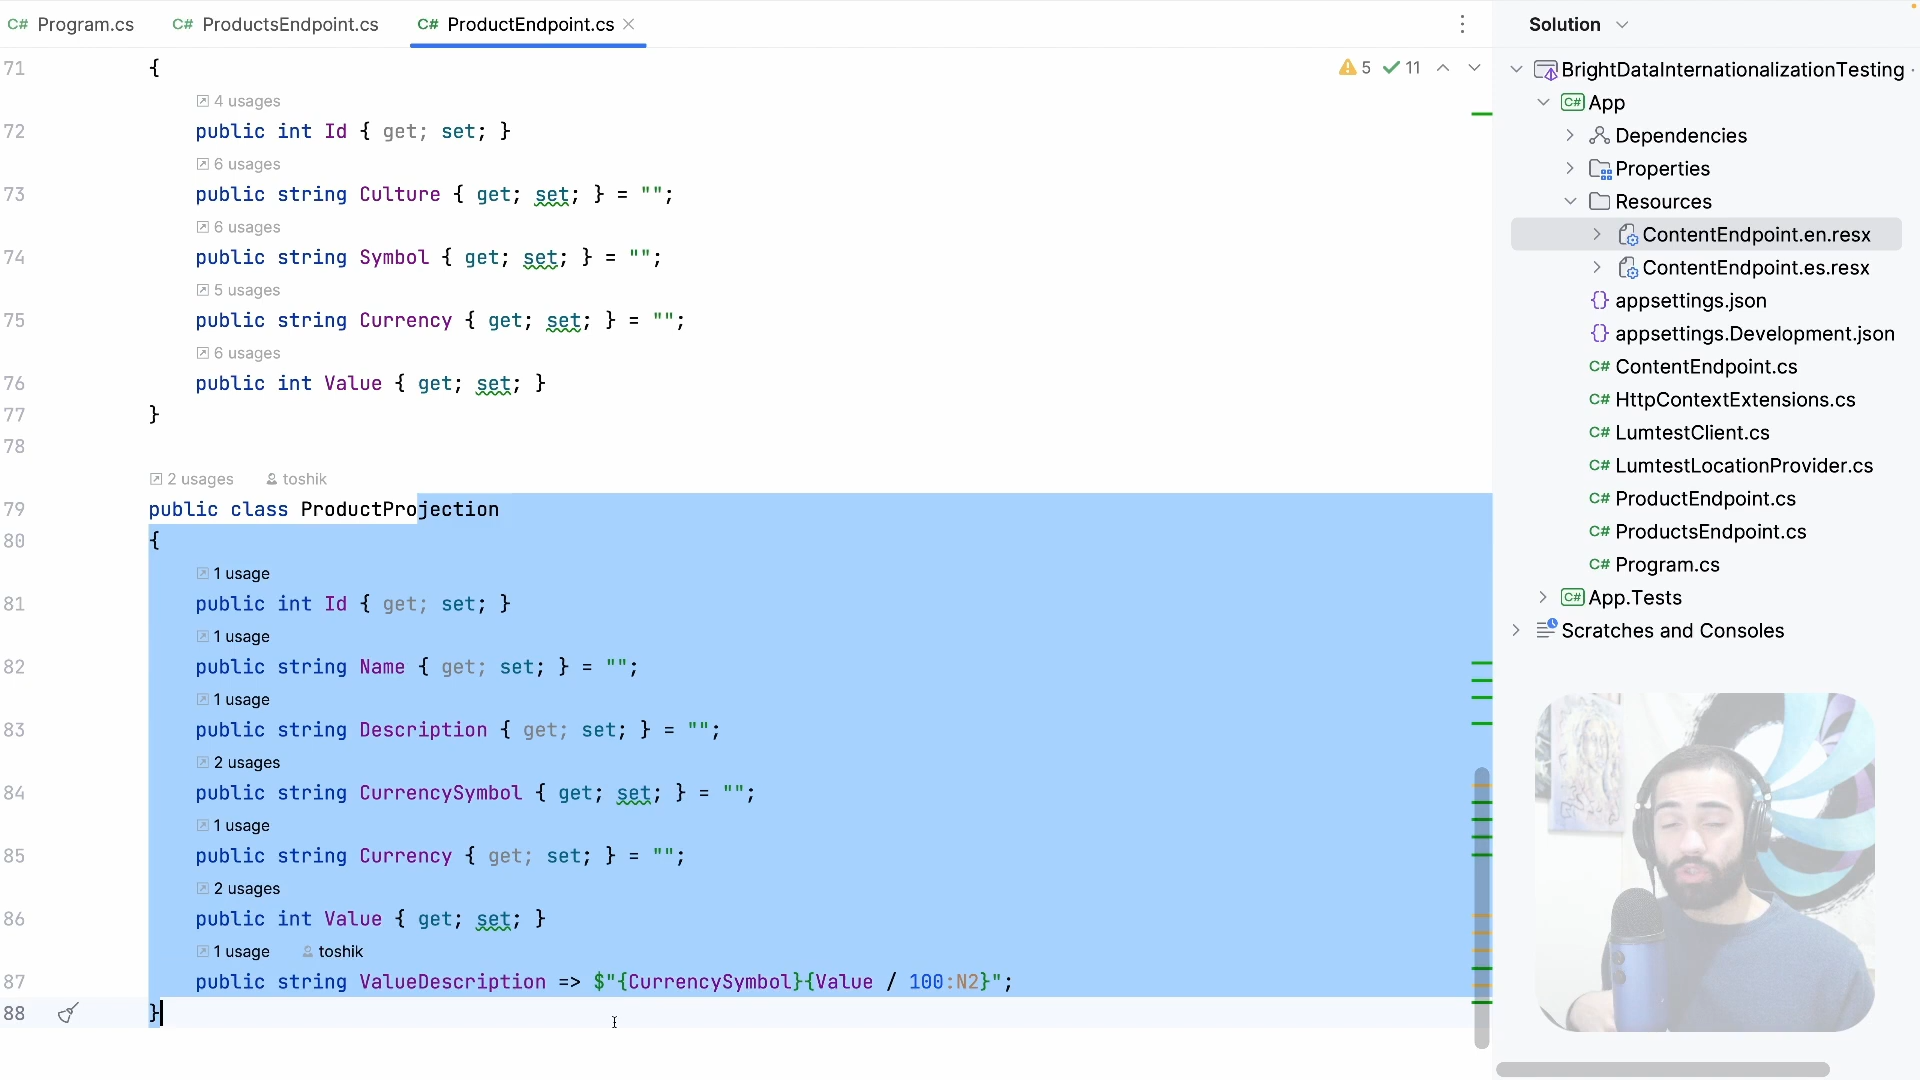 C# Program.cs C# ProductsEndpoint.cs C# ProductEndpoint.cs
Solution
71 {
5 11
4 usages
72 public int Id { get; set; }
6 usages
73 public string Culture { get; set; } = "";
6 usages
74 public string Symbol { get; set; } = "";
5 usages
75 public string Currency { get; set; } = "";
6 usages
76 public int Value { get; set; }
77 }
78
2 usages toshik
79 public class ProductProjection
80 {
1 usage
81 public int Id { get; set; }
1 usage
82 public string Name { get; set; } = "";
1 usage
83 public string Description { get; set; } = "";
2 usages
84 public string CurrencySymbol { get; set; } = "";
1 usage
85 public string Currency { get; set; } = "";
2 usages
86 public int Value { get; set; }
1 usage toshik
87 public string ValueDescription => $"{CurrencySymbol}{Value / 100:N2}";
88 }
BrightDataInternationalizationTesting ·
C# App
Dependencies
Properties
Resources
ContentEndpoint.en.resx
ContentEndpoint.es.resx
{} appsettings.json
{} appsettings.Development.json
C# ContentEndpoint.cs
C# HttpContextExtensions.cs
C# LumtestClient.cs
C# LumtestLocationProvider.cs
C# ProductEndpoint.cs
C# ProductsEndpoint.cs
C# Program.cs
C# App.Tests
Scratches and Consoles